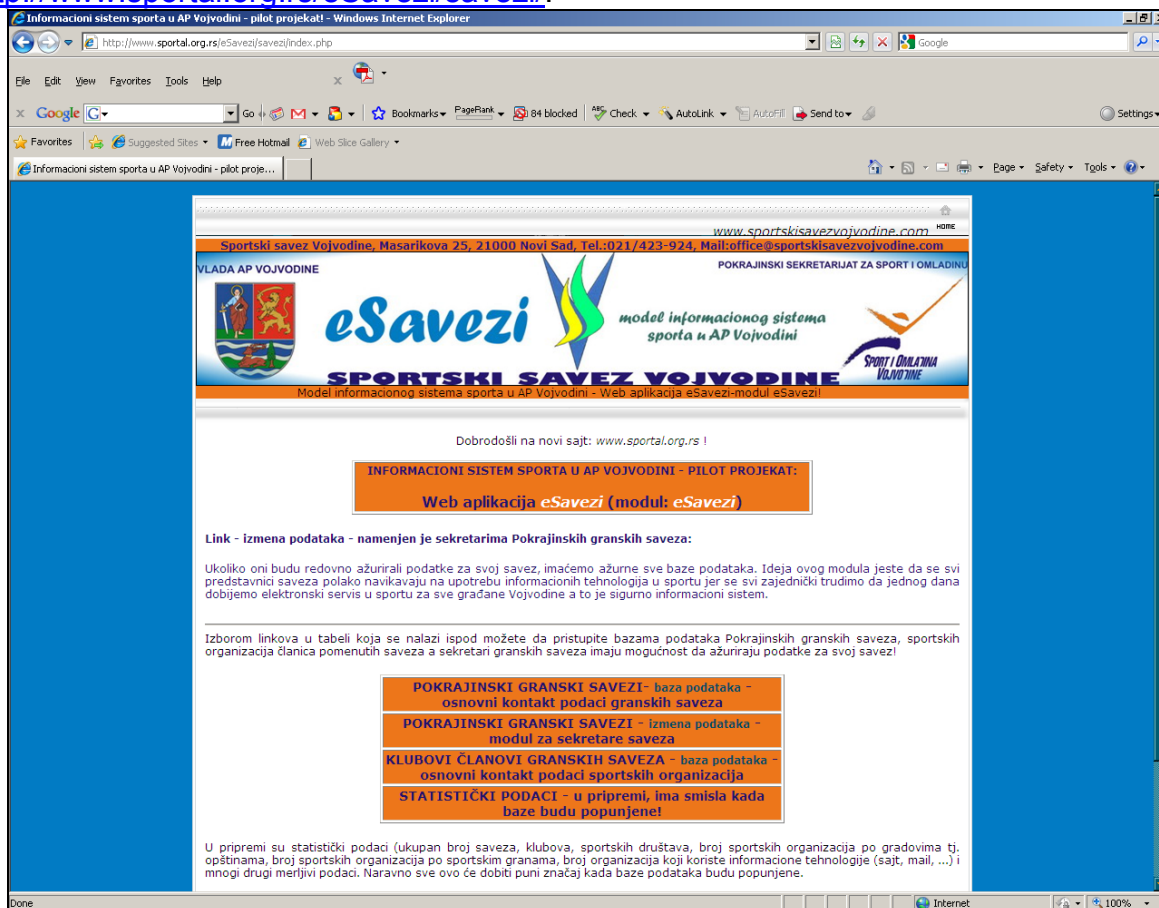 p://www.sportal.org.rs/eSavezi/savezi/.
Informacioni sistem sporta u AP Vojvodini - pilot projekat! - Windows Internet Explorer
http://www.sportal.org.rs/eSavezi/savezi/index.php
Google
File Edit View Favorites Tools Help
x
x Google G Go Bookmarks PageRank 84 blocked Check AutoLink AutoFill Send to Settings
Favorites Suggested Sites Free Hotmail Web Slice Gallery
Informacioni sistem sporta u AP Vojvodini - pilot proje... Page Safety Tools
HOME
www.sportskisavezvojvodine.com
Sportski savez Vojvodine, Masarikova 25, 21000 Novi Sad, Tel.:021/423-924, Mail:office@sportskisavezvojvodine.com
VLADA AP VOJVODINE
POKRAJINSKI SEKRETARIJAT ZA SPORT I OMLADINU
eSavezi
model informacionog sistema
sporta u AP Vojvodini
SPORT I OMLADINA
VOJVODINE
SPORTSKI SAVEZ VOJVODINE
Model informacionog sistema sporta u AP Vojvodini - Web aplikacija eSavezi-modul eSavezi!
Dobrodošli na novi sajt: www.sportal.org.rs !
INFORMACIONI SISTEM SPORTA U AP VOJVODINI - PILOT PROJEKAT:
Web aplikacija eSavezi (modul: eSavezi)
Link - izmena podataka - namenjen je sekretarima Pokrajinskih granskih saveza:
Ukoliko oni budu redovno ažurirali podatke za svoj savez, imaćemo ažurne sve baze podataka. Ideja ovog modula jeste da se svi
predstavnici saveza polako navikavaju na upotrebu informacionih tehnologija u sportu jer se svi zajednički trudimo da jednog dana
dobijemo elektronski servis u sportu za sve građane Vojvodine a to je sigurno informacioni sistem.
Izborom linkova u tabeli koja se nalazi ispod možete da pristupite bazama podataka Pokrajinskih granskih saveza, sportskih
organizacija članica pomenutih saveza a sekretari granskih saveza imaju mogućnost da ažuriraju podatke za svoj savez!
POKRAJINSKI GRANSKI SAVEZI- baza podataka -
osnovni kontakt podaci granskih saveza
POKRAJINSKI GRANSKI SAVEZI - izmena podataka -
modul za sekretare saveza
KLUBOVI ČLANOVI GRANSKIH SAVEZA - baza podataka -
osnovni kontakt podaci sportskih organizacija
STATISTIČKI PODACI - u pripremi, ima smisla kada
baze budu popunjene!
U pripremi su statistički podaci (ukupan broj saveza, klubova, sportskih društava, broj sportskih organizacija po gradovima tj.
opštinama, broj sportskih organizacija po sportskim granama, broj organizacija koji koriste informacione tehnologije (sajt, mail, ...) i
mnogi drugi merljivi podaci. Naravno sve ovo će dobiti puni značaj kada baze podataka budu popunjene.
Done Internet 100%